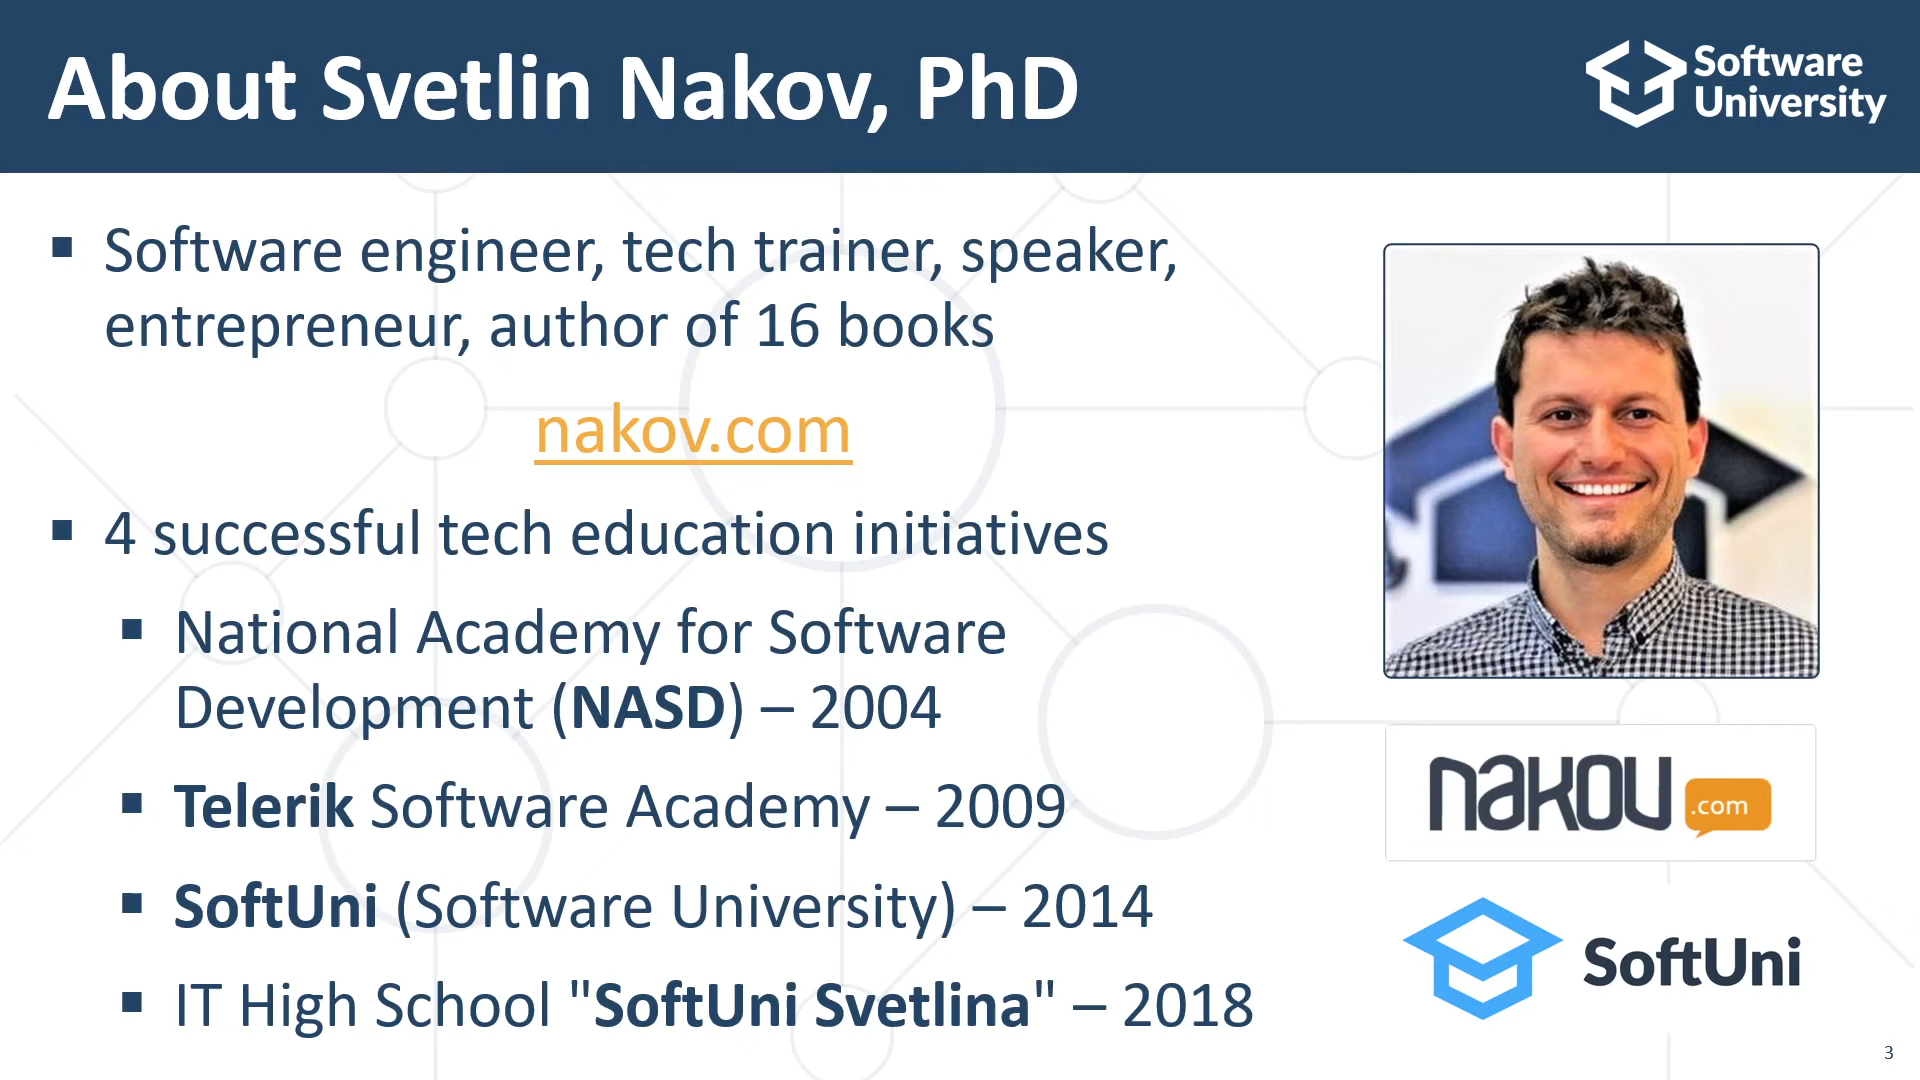 About Svetlin Nakov, PhD
Software
University
▪ Software engineer, tech trainer, speaker,
entrepreneur, author of 16 books
nakov.com
▪ 4 successful tech education initiatives
▪ National Academy for Software
Development (NASD) – 2004
▪ Telerik Software Academy – 2009
▪ SoftUni (Software University) – 2014
▪ IT High School "SoftUni Svetlina" – 2018
nakov.com
SoftUni
3